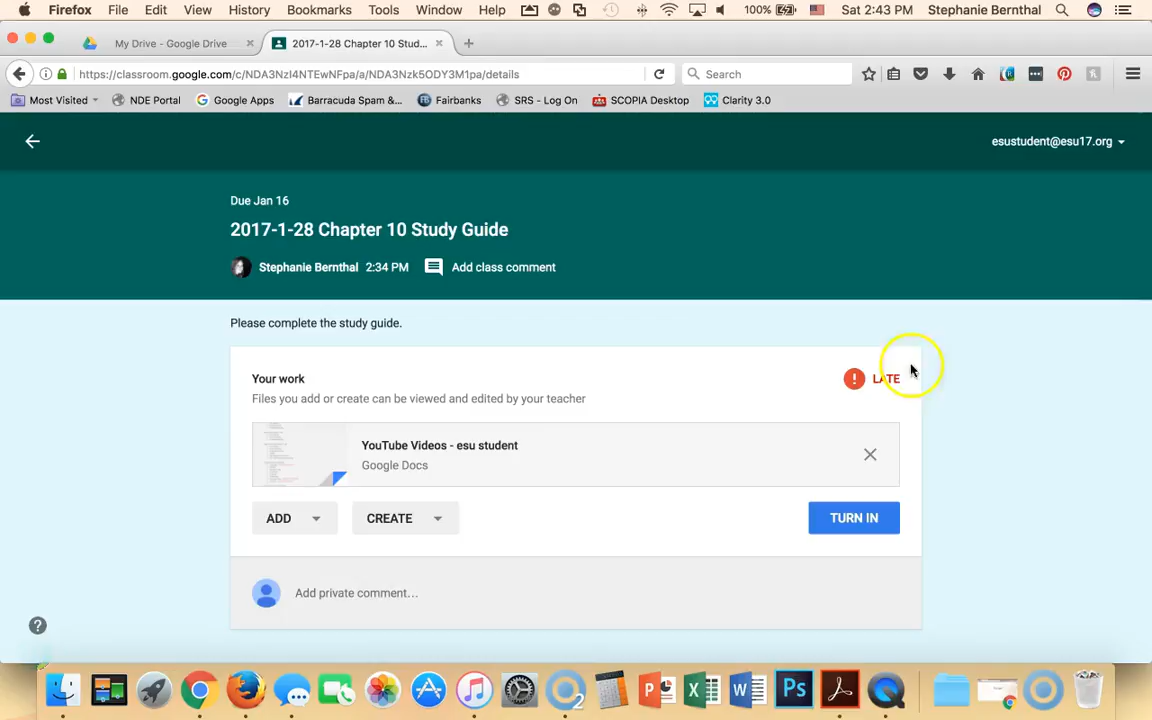 Firefox File Edit View History Bookmarks Tools Window Help 100% Sat 2:43 PM Stephanie Bernthal
My Drive - Google Drive × 2017-1-28 Chapter 10 Stud... × +
https://classroom.google.com/c/NDA3NzI4NTEwNFpa/a/NDA3Nzk5ODY3M1pa/details Search
Most Visited NDE Portal Google Apps Barracuda Spam &... Fairbanks SRS - Log On SCOPIA Desktop Clarity 3.0
esustudent@esu17.org
Due Jan 16
2017-1-28 Chapter 10 Study Guide
Stephanie Bernthal 2:34 PM Add class comment
Please complete the study guide.
Your work ! LATE
Files you add or create can be viewed and edited by your teacher
YouTube Videos - esu student
Google Docs
ADD CREATE TURN IN
Add private comment...
?